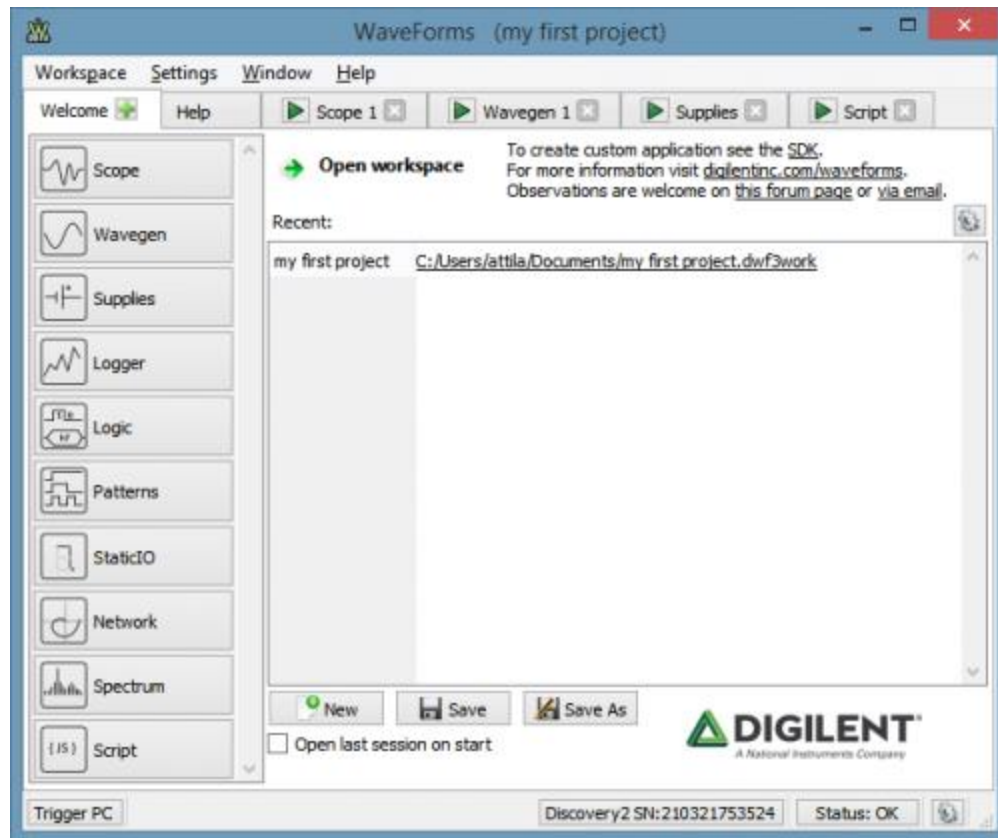 WaveForms (my first project)
Workspace Settings Window Help
Welcome Help Scope 1 Wavegen 1 Supplies Script
Scope
Wavegen
Supplies
Logger
Logic
Patterns
StaticIO
Network
Spectrum
{JS} Script
Open workspace
To create custom application see the SDK.
For more information visit digilentinc.com/waveforms.
Observations are welcome on this forum page or via email.
Recent:
my first project C:/Users/attila/Documents/my first project.dwf3work
New Save Save As
Open last session on start
DIGILENT
A National Instruments Company
Trigger PC Discovery2 SN:210321753524 Status: OK